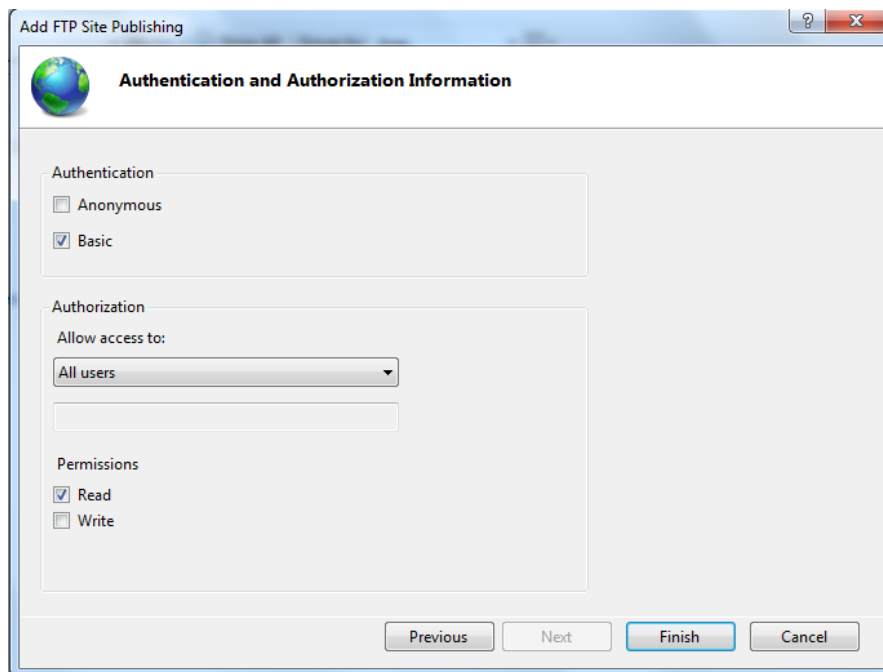 Add FTP Site Publishing
?
Authentication and Authorization Information
Authentication
Anonymous
Basic
Authorization
Allow access to:
All users
Permissions
Read
Write
Previous
Next
Finish
Cancel